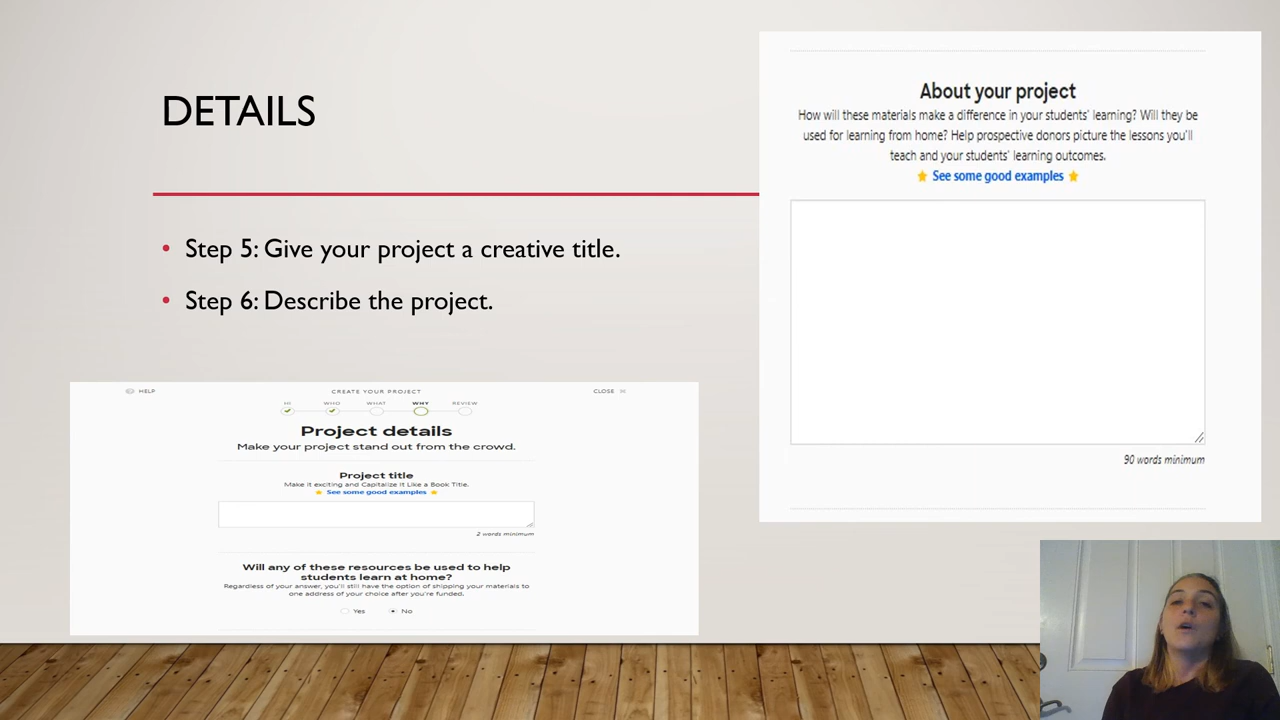 DETAILS
• Step 5: Give your project a creative title.
• Step 6: Describe the project.
HELP
CREATE YOUR PROJECT
CLOSE
HI WHO WHAT WHY REVIEW
Project details
Make your project stand out from the crowd.
Project title
Make it exciting and Capitalize It Like a Book Title.
See some good examples
2 words minimum
Will any of these resources be used to help
students learn at home?
Regardless of your answer, you'll still have the option of shipping your materials to
one address of your choice after you're funded.
Yes No
About your project
How will these materials make a difference in your students' learning? Will they be
used for learning from home? Help prospective donors picture the lessons you'll
teach and your students' learning outcomes.
See some good examples
90 words minimum